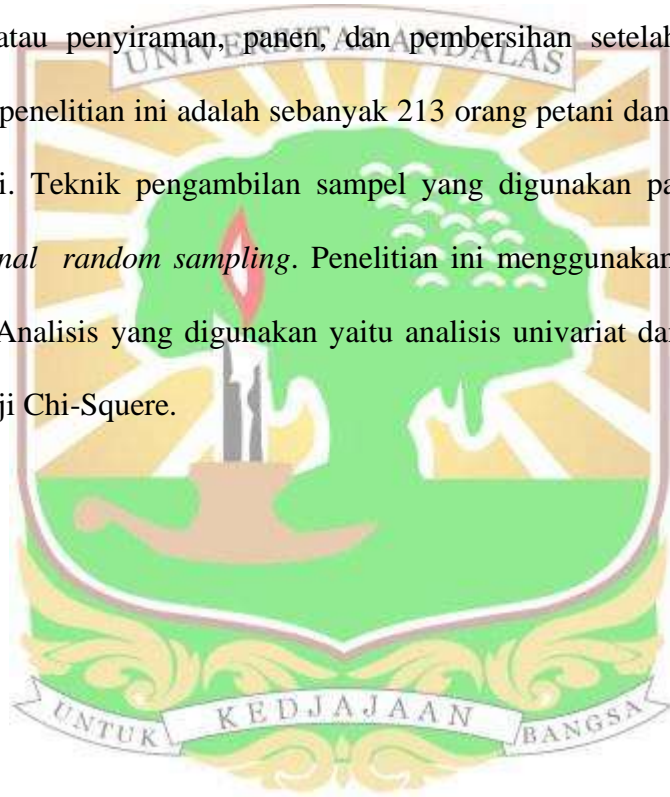 UNIVERSITAS ANDALAS
atau penyiraman, panen, dan pembersihan setelah
penelitian ini adalah sebanyak 213 orang petani dan
i. Teknik pengambilan sampel yang digunakan pa
nal random sampling. Penelitian ini menggunakan
Analisis yang digunakan yaitu analisis univariat da
ji Chi-Squere.
UNTUK KEDJAJAAN BANGSA